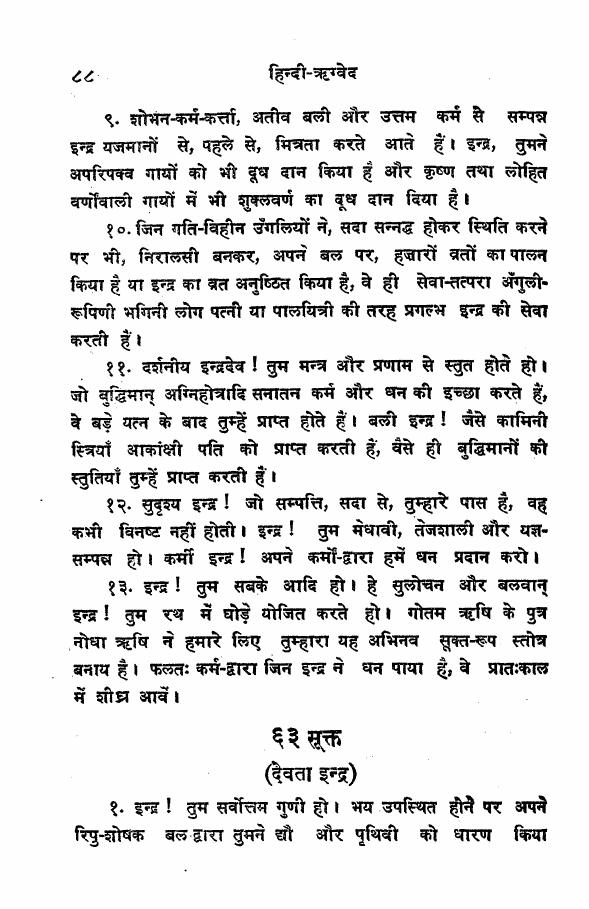 ८८ हिन्दी-ऋग्वेद
९. शोभन-कर्म-कर्त्ता, अतीव बली और उत्तम कर्म से सम्पन्न
इन्द्र यजमानों से, पहले से, मित्रता करते आते हैं। इन्द्र, तुमने
अपरिपक्व गायों को भी दूध दान किया है और कृष्ण तथा लोहित
वर्णोंवाली गायों में भी शुक्लवर्ण का दूध दान दिया है।
१०. जिन गति-विहीन उँगलियों ने, सदा सन्नद्ध होकर स्थिति करने
पर भी, निरालसी बनकर, अपने बल पर, हजारों व्रतों का पालन
किया है या इन्द्र का व्रत अनुष्ठित किया है, वे ही सेवा-तत्परा अँगुली-
रूपिणी भगिनी लोग पत्नी या पालयित्री की तरह प्रगल्भ इन्द्र की सेवा
करती हैं।
११. दर्शनीय इन्द्रदेव! तुम मन्त्र और प्रणाम से स्तुत होते हो।
जो बुद्धिमान् अग्निहोत्रादि सनातन कर्म और धन की इच्छा करते हैं,
वे बड़े यत्न के बाद तुम्हें प्राप्त होते हैं। बली इन्द्र! जैसे कामिनी
स्त्रियाँ आकांक्षी पति को प्राप्त करती हैं, वैसे ही बुद्धिमानों की
स्तुतियाँ तुम्हें प्राप्त करती हैं।
१२. सुदृश्य इन्द्र! जो सम्पत्ति, सदा से, तुम्हारे पास है, वह
कभी विनष्ट नहीं होती। इन्द्र! तुम मेधावी, तेजशाली और यज्ञ-
सम्पन्न हो। कर्मी इन्द्र! अपने कर्मों-द्वारा हमें धन प्रदान करो।
१३. इन्द्र! तुम सबके आदि हो। हे सुलोचन और बलवान्
इन्द्र! तुम रथ में घोड़े योजित करते हो। गोतम ऋषि के पुत्र
नोधा ऋषि ने हमारे लिए तुम्हारा यह अभिनव सूक्त-रूप स्तोत्र
बनाय है। फलतः कर्म-द्वारा जिन इन्द्र ने धन पाया है, वे प्रातःकाल
में शीघ्र आवें।
६३ सूक्त
(देवता इन्द्र)
१. इन्द्र! तुम सर्वोत्तम गुणी हो। भय उपस्थित होने पर अपने
रिपु-शोषक बल द्वारा तुमने द्यौ और पृथिवी को धारण किया